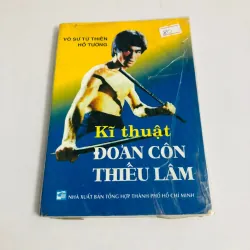 VÕ SƯ TỪ THIỆN
HỒ TƯỜNG
Kĩ thuật
ĐOẢN CÔN
THIẾU LÂM
NHÀ XUẤT BẢN TỔNG HỢP THÀNH PHỐ HỒ CHÍ MINH